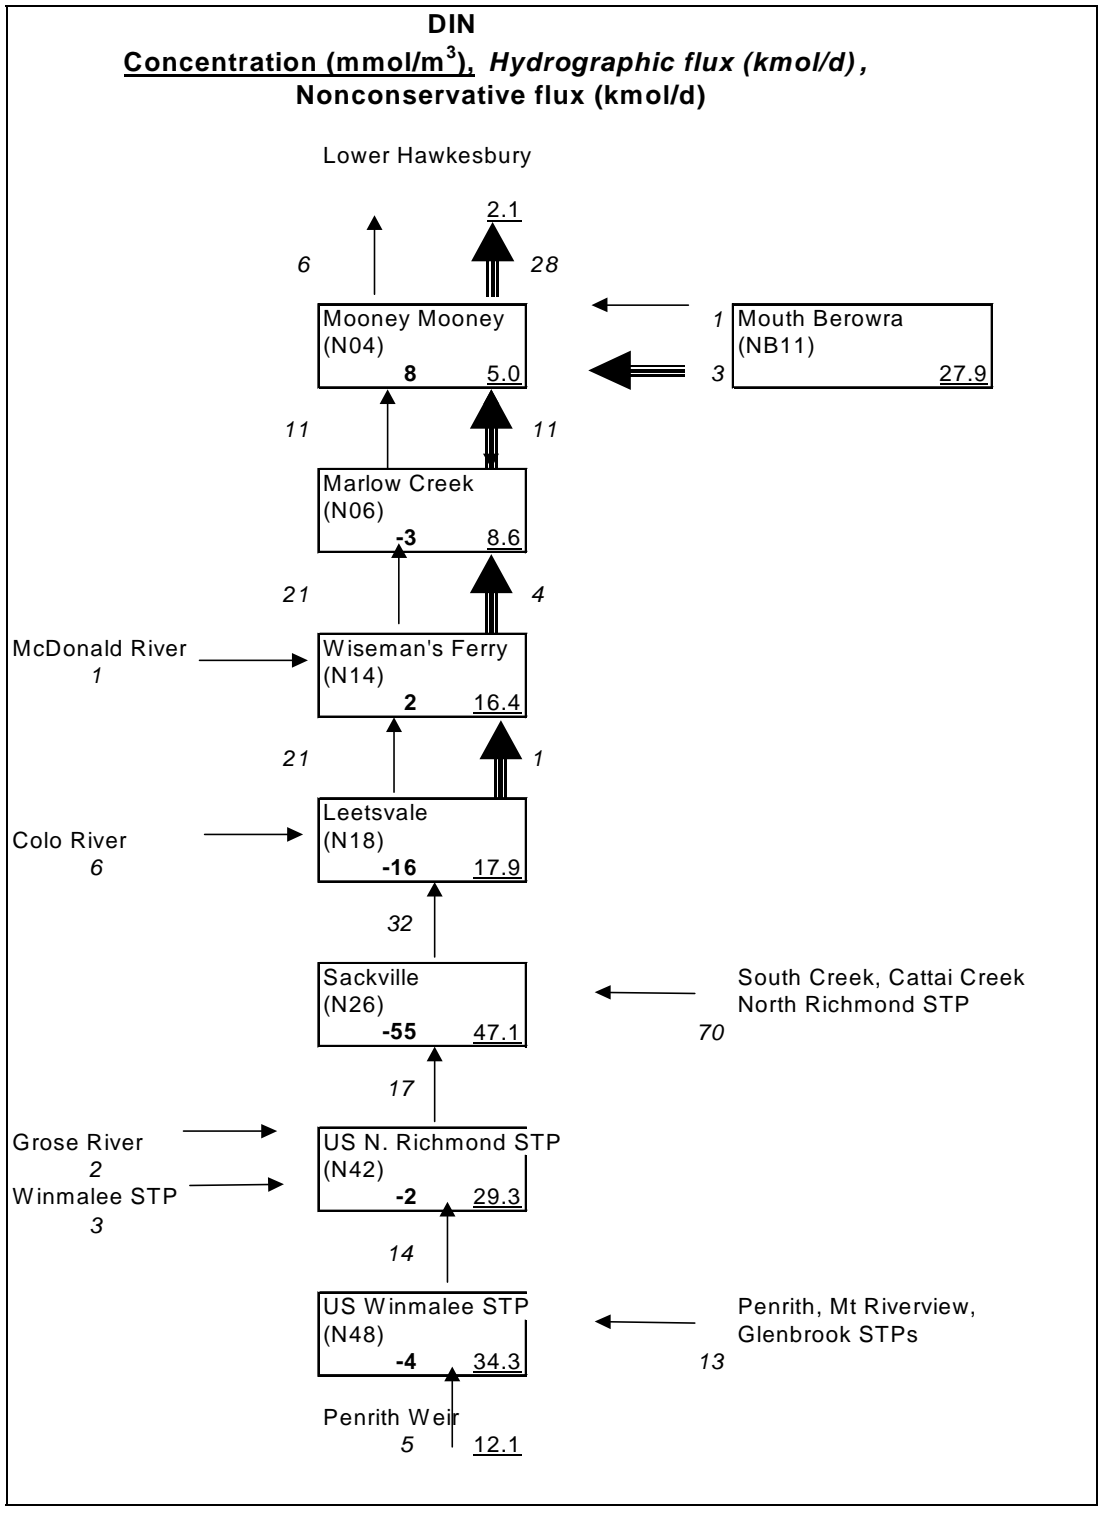 DIN
Concentration (mmol/m³), Hydrographic flux (kmol/d),
Nonconservative flux (kmol/d)
Lower Hawkesbury
2.1
6 28
Mooney Mooney
(N04)
8 5.0
1
3
Mouth Berowra
(NB11)
27.9
11 11
Marlow Creek
(N06)
-3 8.6
21 4
McDonald River
1
Wiseman's Ferry
(N14)
2 16.4
21 1
Colo River
6
Leetsvale
(N18)
-16 17.9
32
Sackville
(N26)
-55 47.1
South Creek, Cattai Creek
North Richmond STP
70
17
Grose River
2
Winmalee STP
3
US N. Richmond STP
(N42)
-2 29.3
14
US Winmalee STP
(N48)
-4 34.3
Penrith, Mt Riverview,
Glenbrook STPs
13
Penrith Weir
5 12.1